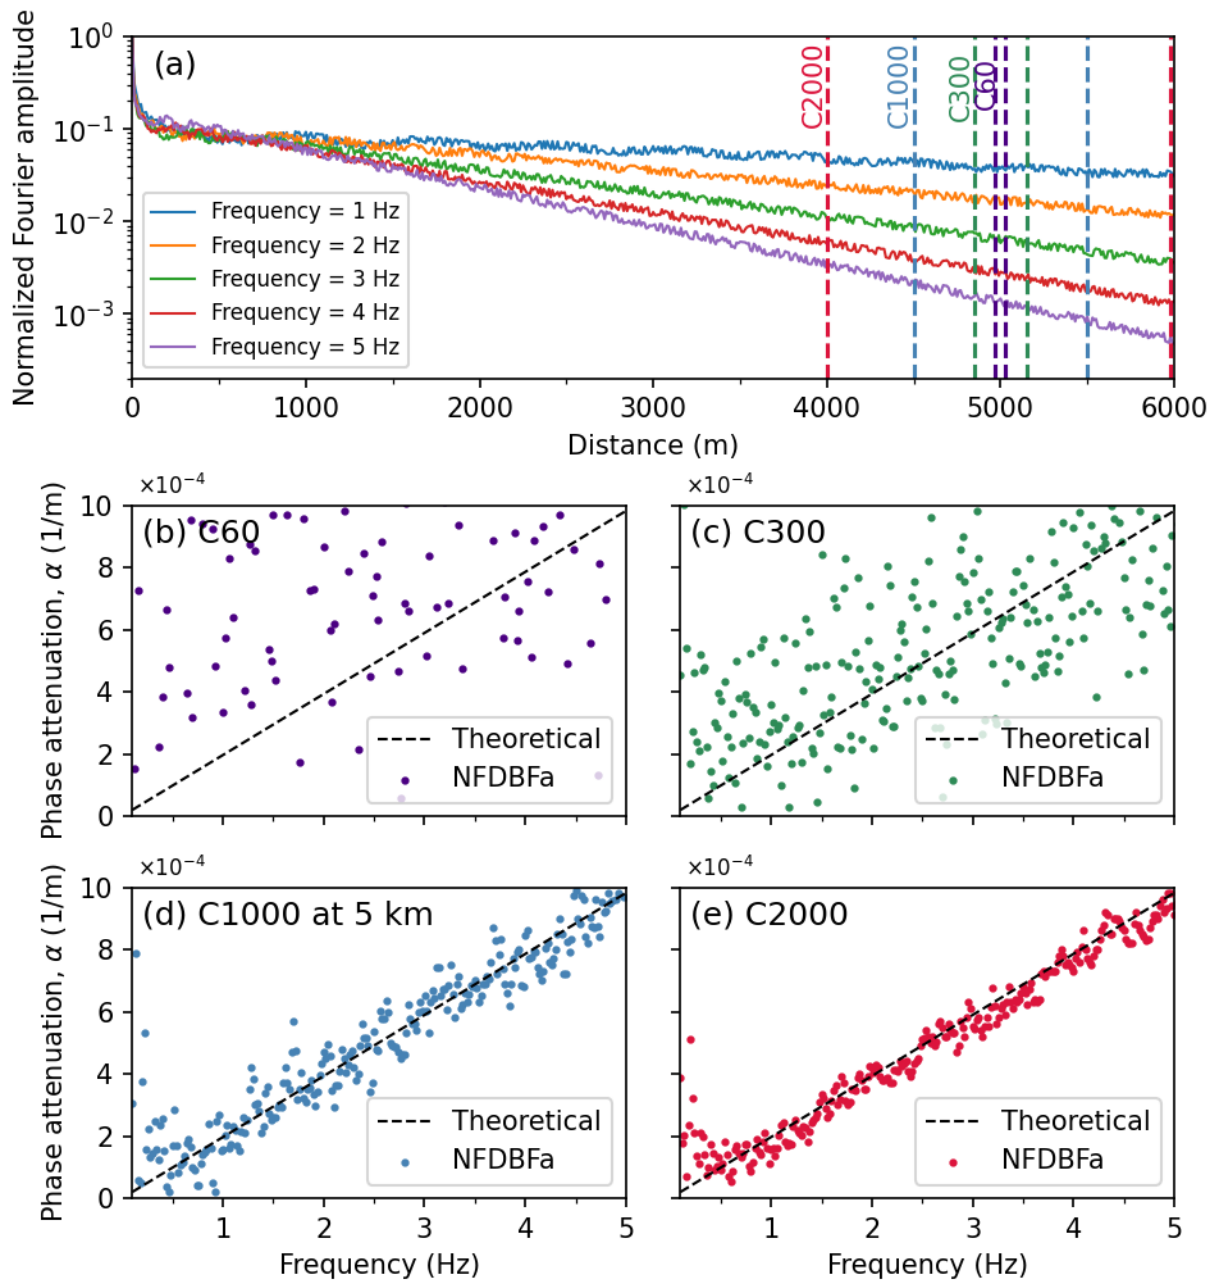 (a)
Normalized Fourier amplitude
10⁰
10⁻¹
10⁻²
10⁻³
C2000
C1000
C300
C60
Frequency = 1 Hz
Frequency = 2 Hz
Frequency = 3 Hz
Frequency = 4 Hz
Frequency = 5 Hz
0 1000 2000 3000 4000 5000 6000
Distance (m)
×10⁻⁴
(b) C60
Phase attenuation, α (1/m)
10
8
6
4
2
0
Theoretical
NFDBFa
×10⁻⁴
(c) C300
Theoretical
NFDBFa
×10⁻⁴
(d) C1000 at 5 km
Phase attenuation, α (1/m)
10
8
6
4
2
0
Theoretical
NFDBFa
1 2 3 4 5
Frequency (Hz)
×10⁻⁴
(e) C2000
Theoretical
NFDBFa
1 2 3 4 5
Frequency (Hz)